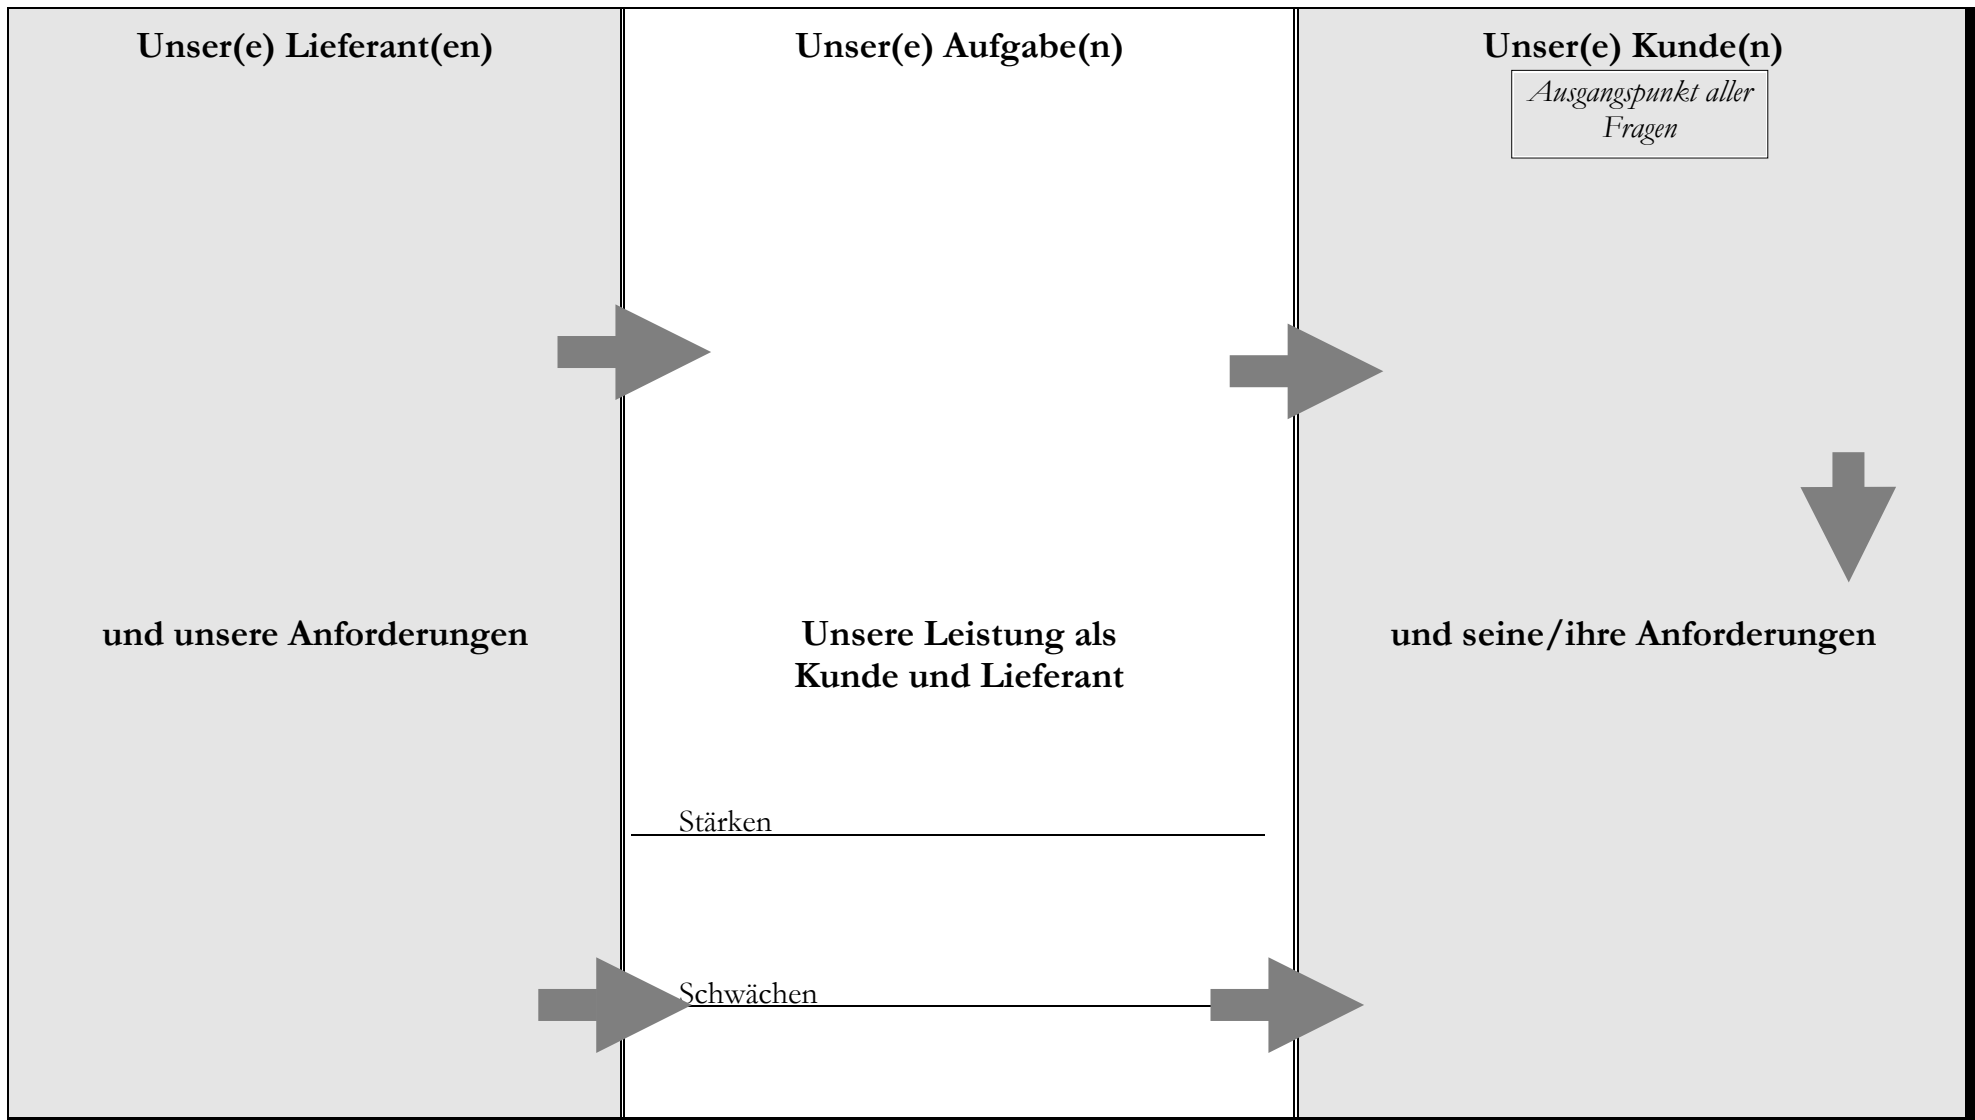 Unser(e) Lieferant(en)
Unser(e) Aufgabe(n)
Unser(e) Kunde(n)
Ausgangspunkt aller
Fragen
und unsere Anforderungen
Unsere Leistung als
Kunde und Lieferant
und seine/ihre Anforderungen
Stärken
Schwächen